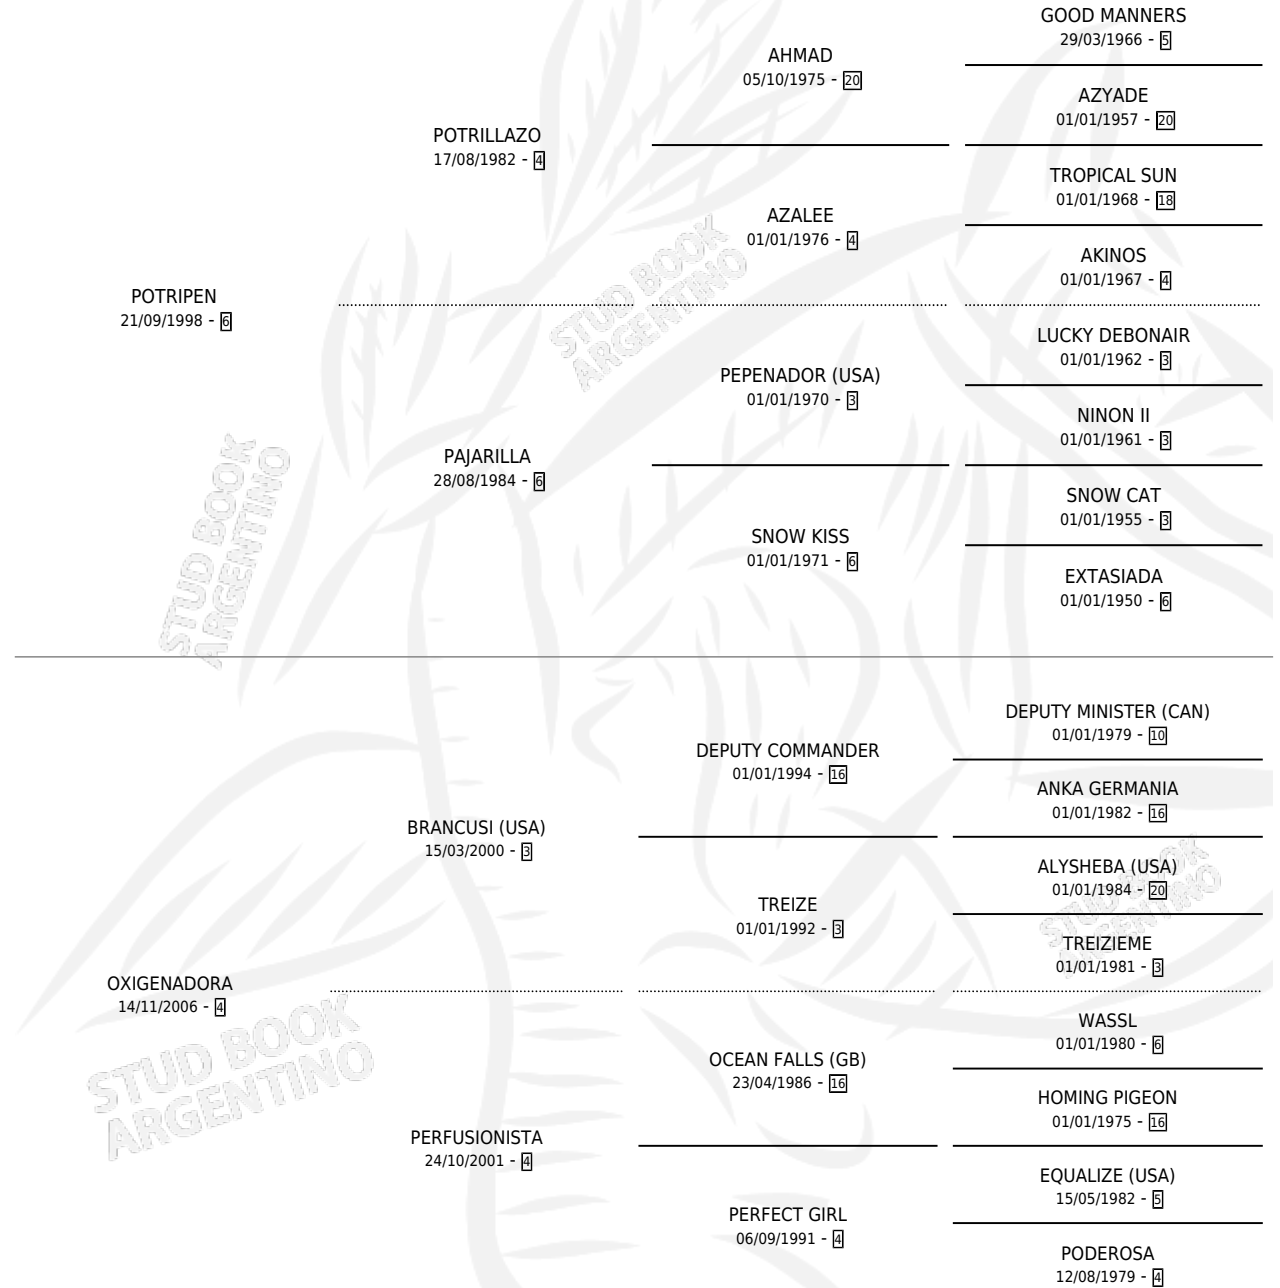 GOOD MANNERS
29/03/1966 - 5
AHMAD
05/10/1975 - 20
AZYADE
01/01/1957 - 20
POTRILLAZO
17/08/1982 - 4
TROPICAL SUN
01/01/1968 - 18
AZALEE
01/01/1976 - 4
AKINOS
01/01/1967 - 4
POTRIPEN
21/09/1998 - 6
LUCKY DEBONAIR
01/01/1962 - 3
PEPENADOR (USA)
01/01/1970 - 3
NINON II
01/01/1961 - 3
PAJARILLA
28/08/1984 - 6
SNOW CAT
01/01/1955 - 3
SNOW KISS
01/01/1971 - 6
EXTASIADA
01/01/1950 - 6
STUD BOOK
ARGENTINO
STUD BOOK
ARGENTINO
DEPUTY MINISTER (CAN)
01/01/1979 - 10
DEPUTY COMMANDER
01/01/1994 - 16
ANKA GERMANIA
01/01/1982 - 16
BRANCUSI (USA)
15/03/2000 - 3
ALYSHEBA (USA)
01/01/1984 - 20
TREIZE
01/01/1992 - 3
TREIZIEME
01/01/1981 - 3
OXIGENADORA
14/11/2006 - 4
WASSL
01/01/1980 - 6
OCEAN FALLS (GB)
23/04/1986 - 16
HOMING PIGEON
01/01/1975 - 16
PERFUSIONISTA
24/10/2001 - 4
EQUALIZE (USA)
15/05/1982 - 5
PERFECT GIRL
06/09/1991 - 4
PODEROSA
12/08/1979 - 4
STUD BOOK
ARGENTINO
STUD BOOK
ARGENTINO